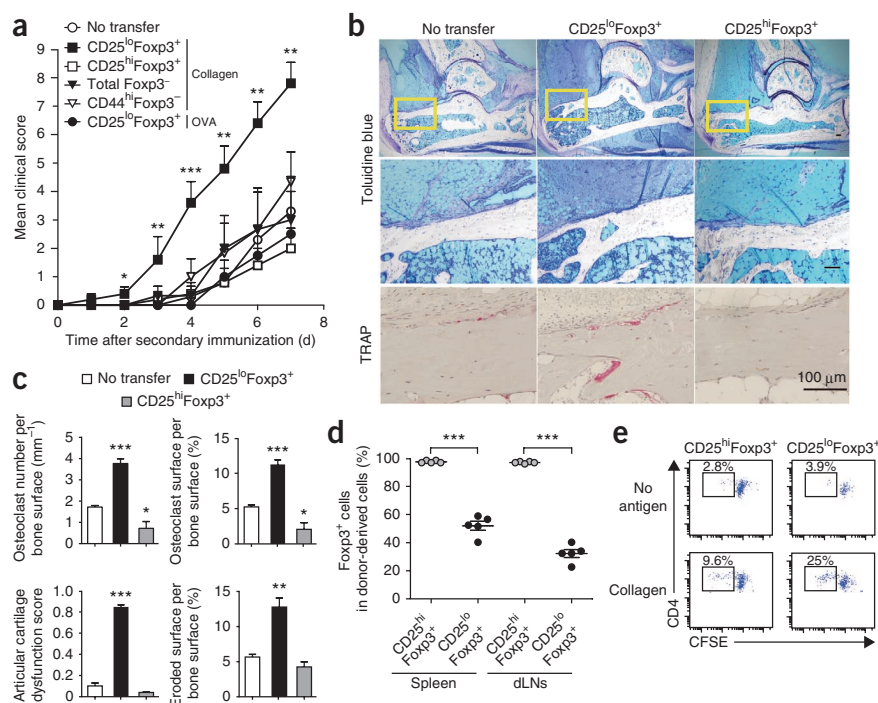 a
No transfer
CD25loFoxp3+
CD25hiFoxp3+
Total Foxp3–
CD44hiFoxp3–
Collagen
CD25loFoxp3+
OVA
Mean clinical score
9
8
7
6
5
4
3
2
1
0
*
**
***
**
**
**
0 2 4 6 8
Time after secondary immunization (d)
b
No transfer CD25loFoxp3+ CD25hiFoxp3+
Toluidine blue
TRAP
100 µm
c
No transfer CD25loFoxp3+
CD25hiFoxp3+
Osteoclast number per
bone surface (mm–1)
4
3
2
1
0
***
*
Osteoclast surface per
bone surface (%)
15
10
5
0
***
*
Articular cartilage
dysfunction score
1.0
0.8
0.6
0.4
0.2
0
***
Eroded surface per
bone surface (%)
15
10
5
0
**
d
Foxp3+ cells
in donor-derived cells (%)
100
80
60
40
20
0
*** ***
CD25hi
Foxp3+
CD25lo
Foxp3+
CD25hi
Foxp3+
CD25lo
Foxp3+
Spleen dLNs
e
CD25hiFoxp3+ CD25loFoxp3+
No
antigen
2.8% 3.9%
Collagen
9.6% 25%
CD4
CFSE